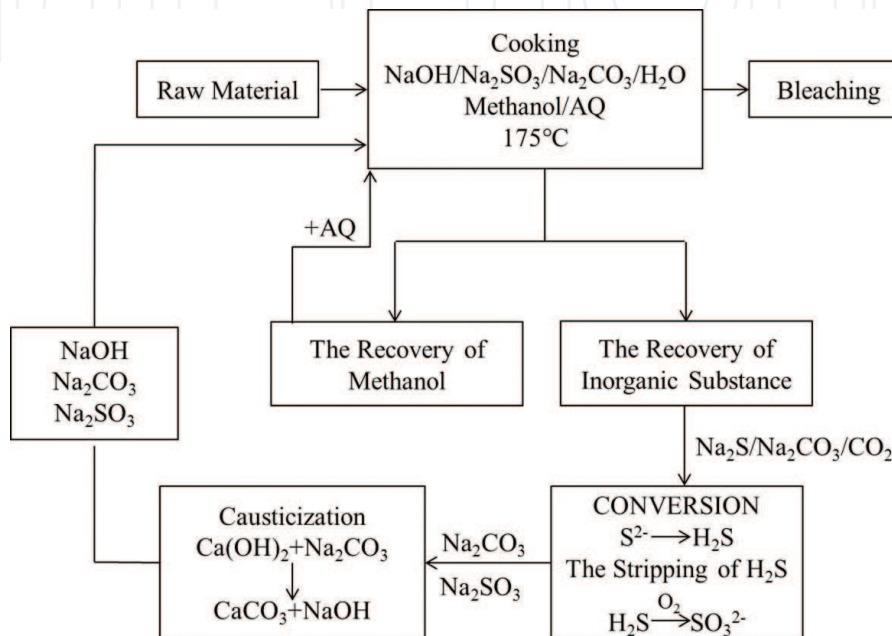 Raw Material
Cooking
NaOH/Na₂SO₃/Na₂CO₃/H₂O
Methanol/AQ
175℃
Bleaching
+AQ
The Recovery of
Methanol
The Recovery of
Inorganic Substance
Na₂S/Na₂CO₃/CO₂
NaOH
Na₂CO₃
Na₂SO₃
Causticization
Ca(OH)₂+Na₂CO₃
CaCO₃+NaOH
Na₂CO₃
Na₂SO₃
CONVERSION
S²⁻→H₂S
The Stripping of H₂S
O₂
H₂S→SO₃²⁻